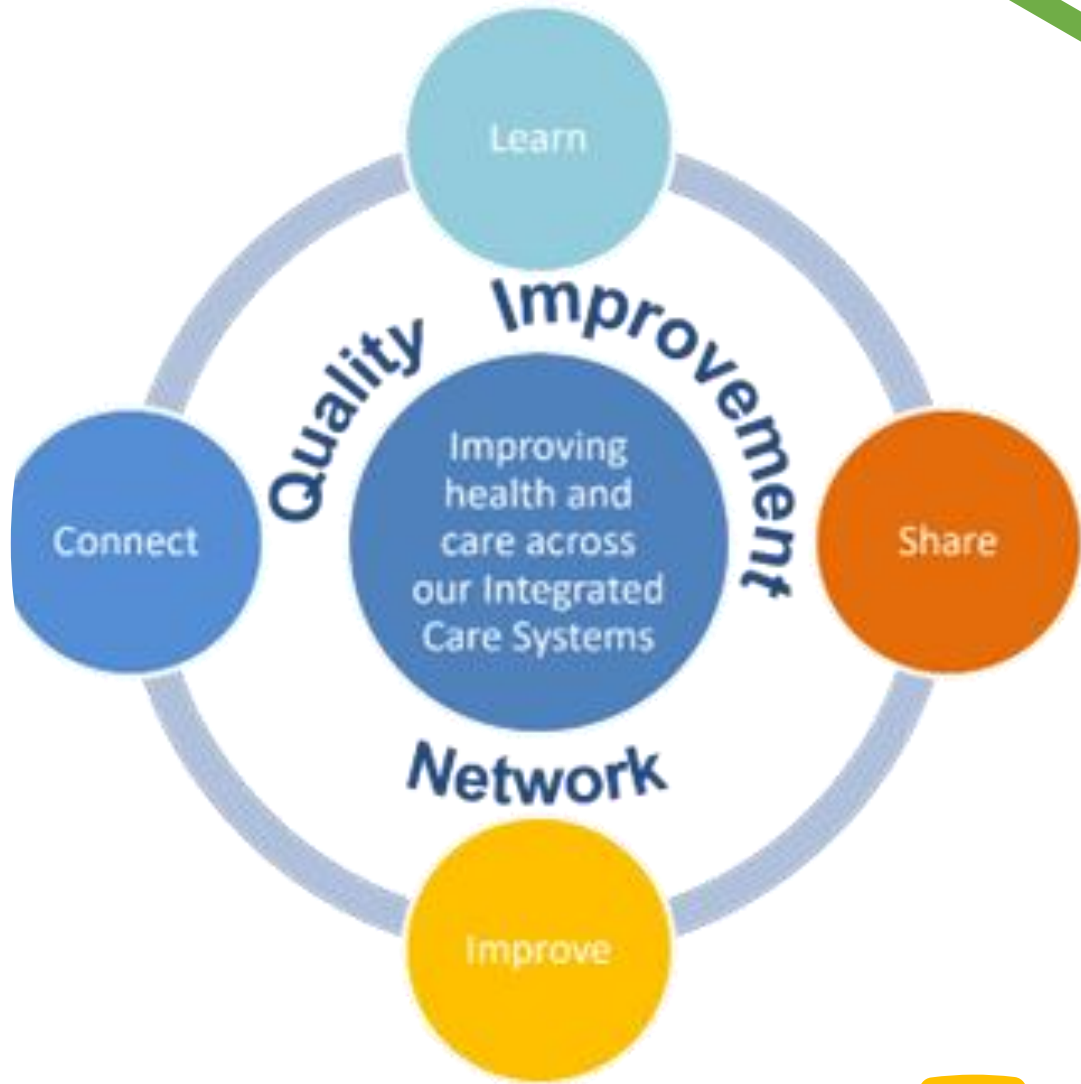 Learn
Quality Improvement
Connect
Improving
health and
care across
our Integrated
Care Systems
Share
Network
Improve